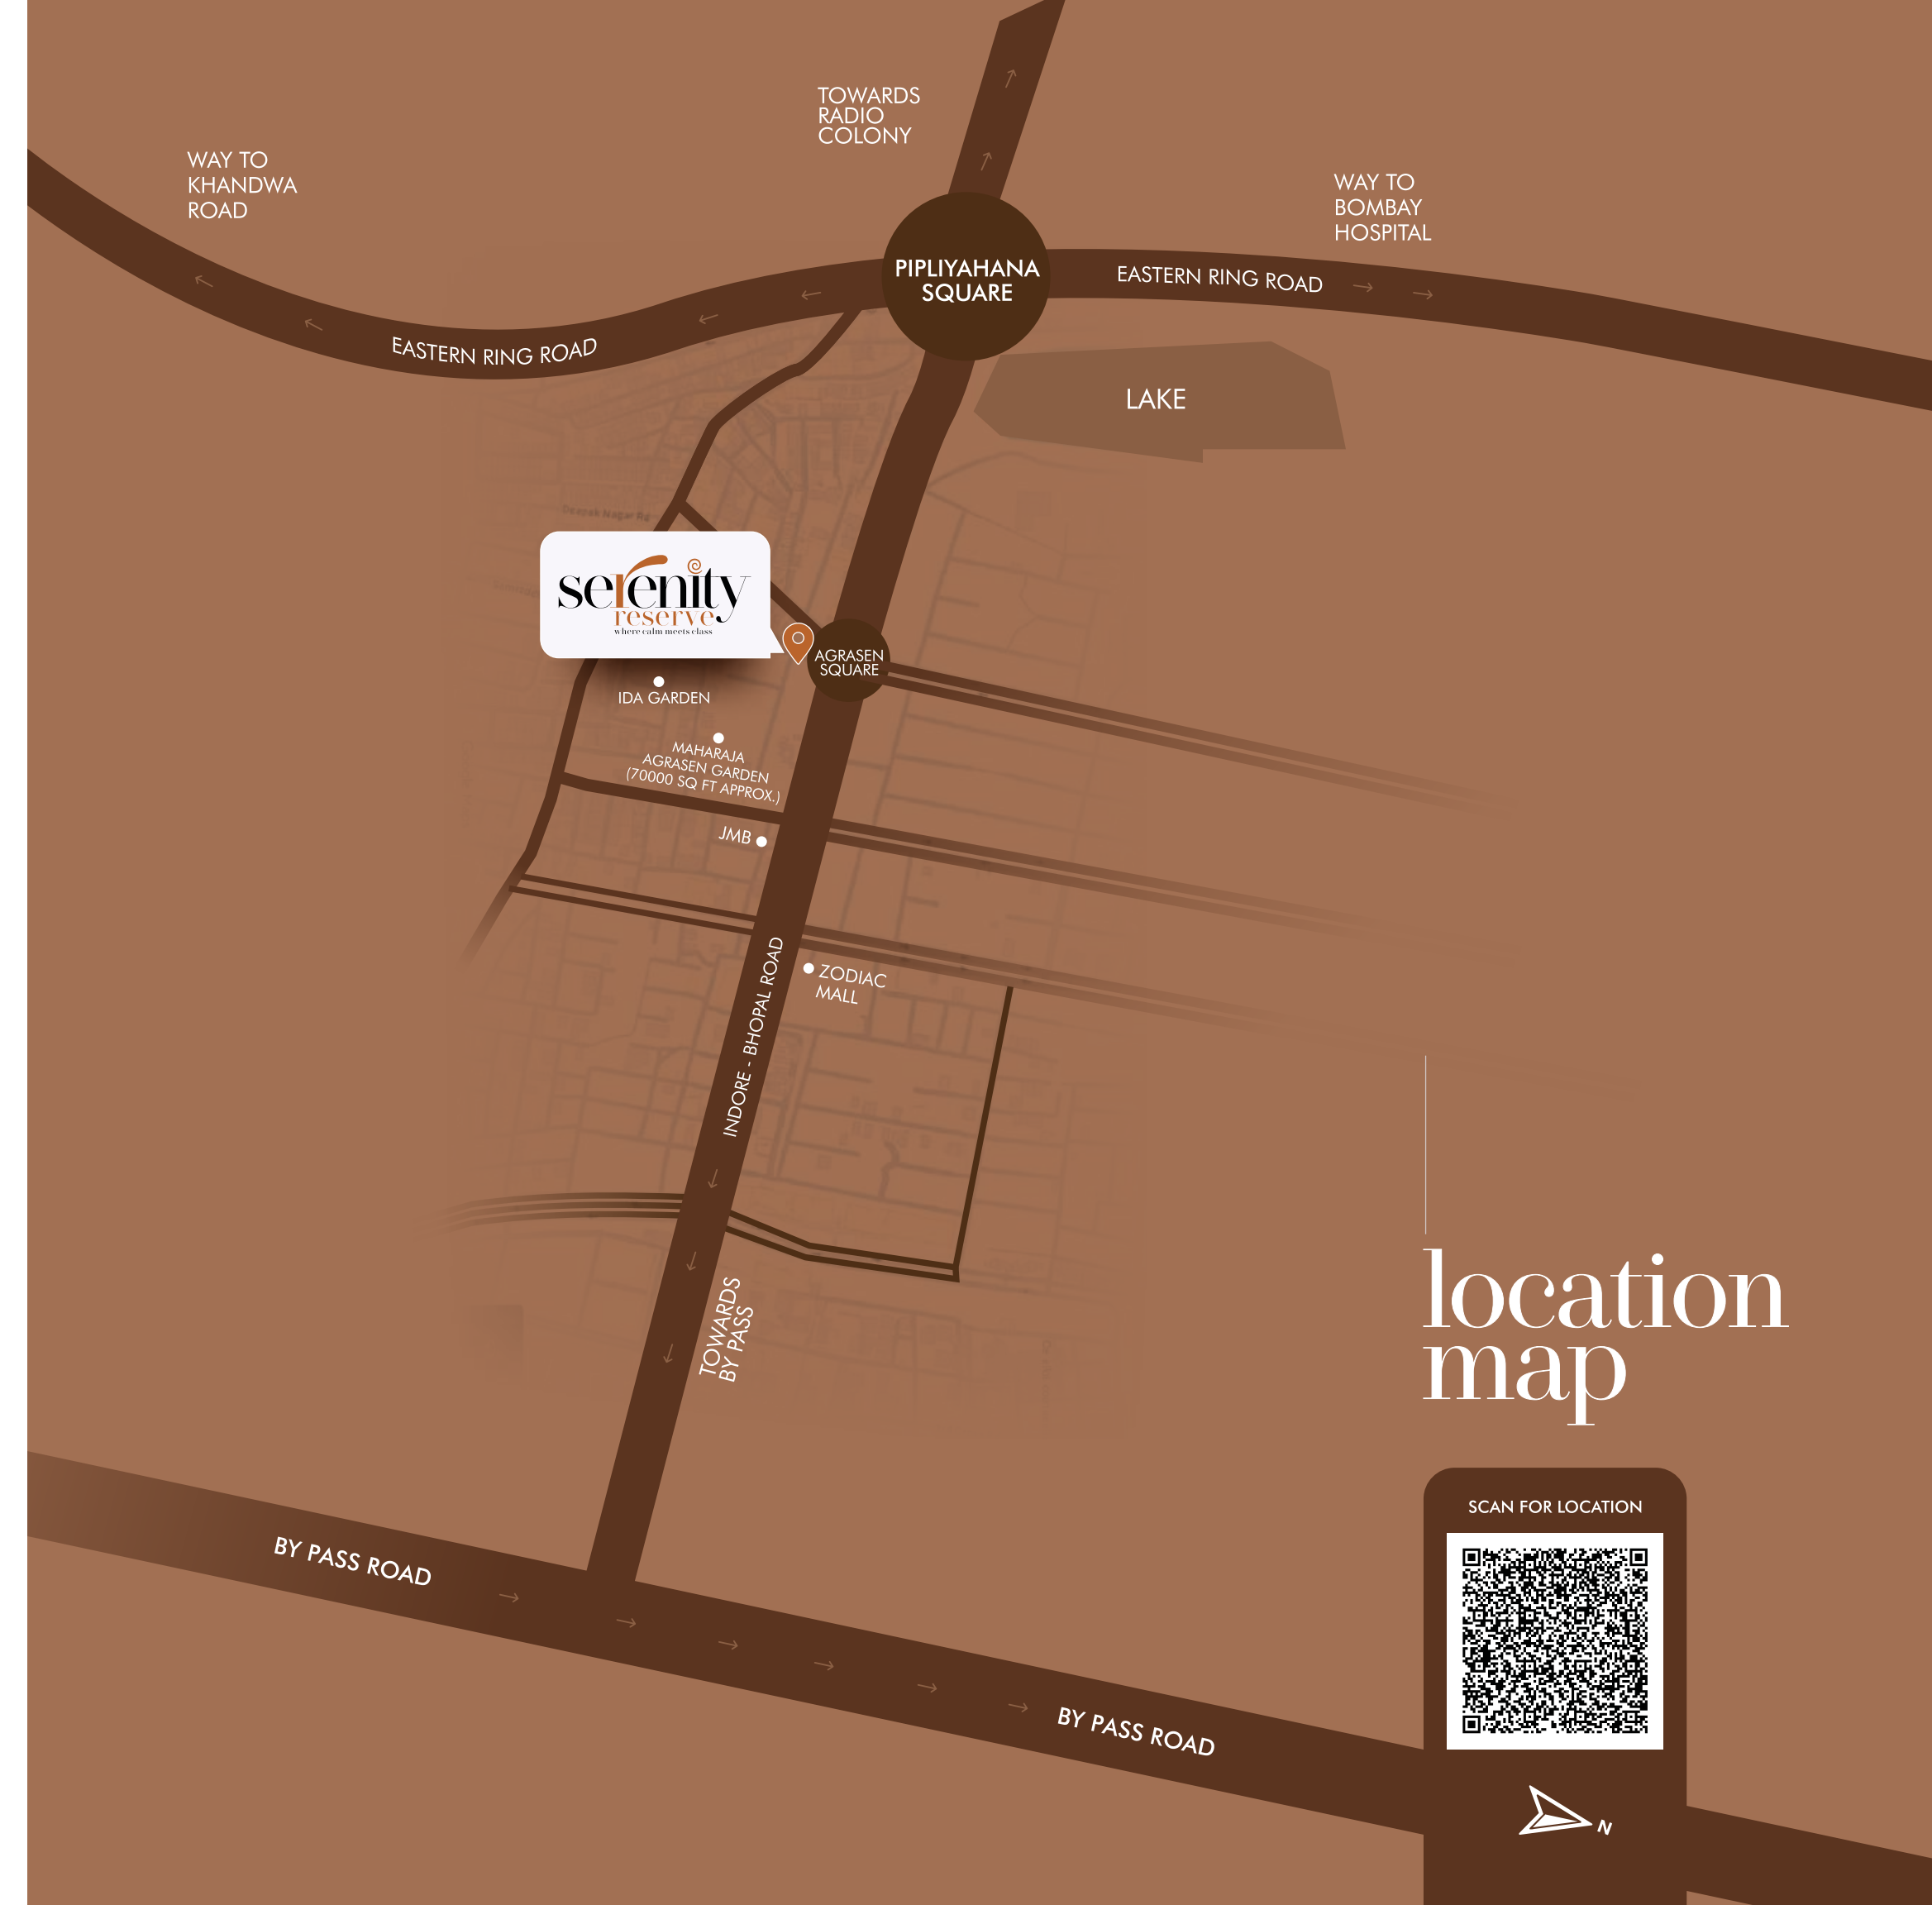 TOWARDS
RADIO
COLONY
WAY TO
KHANDWA
ROAD
WAY TO
BOMBAY
HOSPITAL
PIPLIYAHANA
SQUARE
EASTERN RING ROAD
EASTERN RING ROAD
LAKE
Deepak Nagar Rd
serenity
reserve
where calm meets class
AGRASEN
SQUARE
IDA GARDEN
MAHARAJA
AGRASEN GARDEN
(70000 SQ FT APPROX.)
JMB
ZODIAC
MALL
INDORE - BHOPAL ROAD
TOWARDS
BY PASS
location
map
SCAN FOR LOCATION
BY PASS ROAD
BY PASS ROAD
N